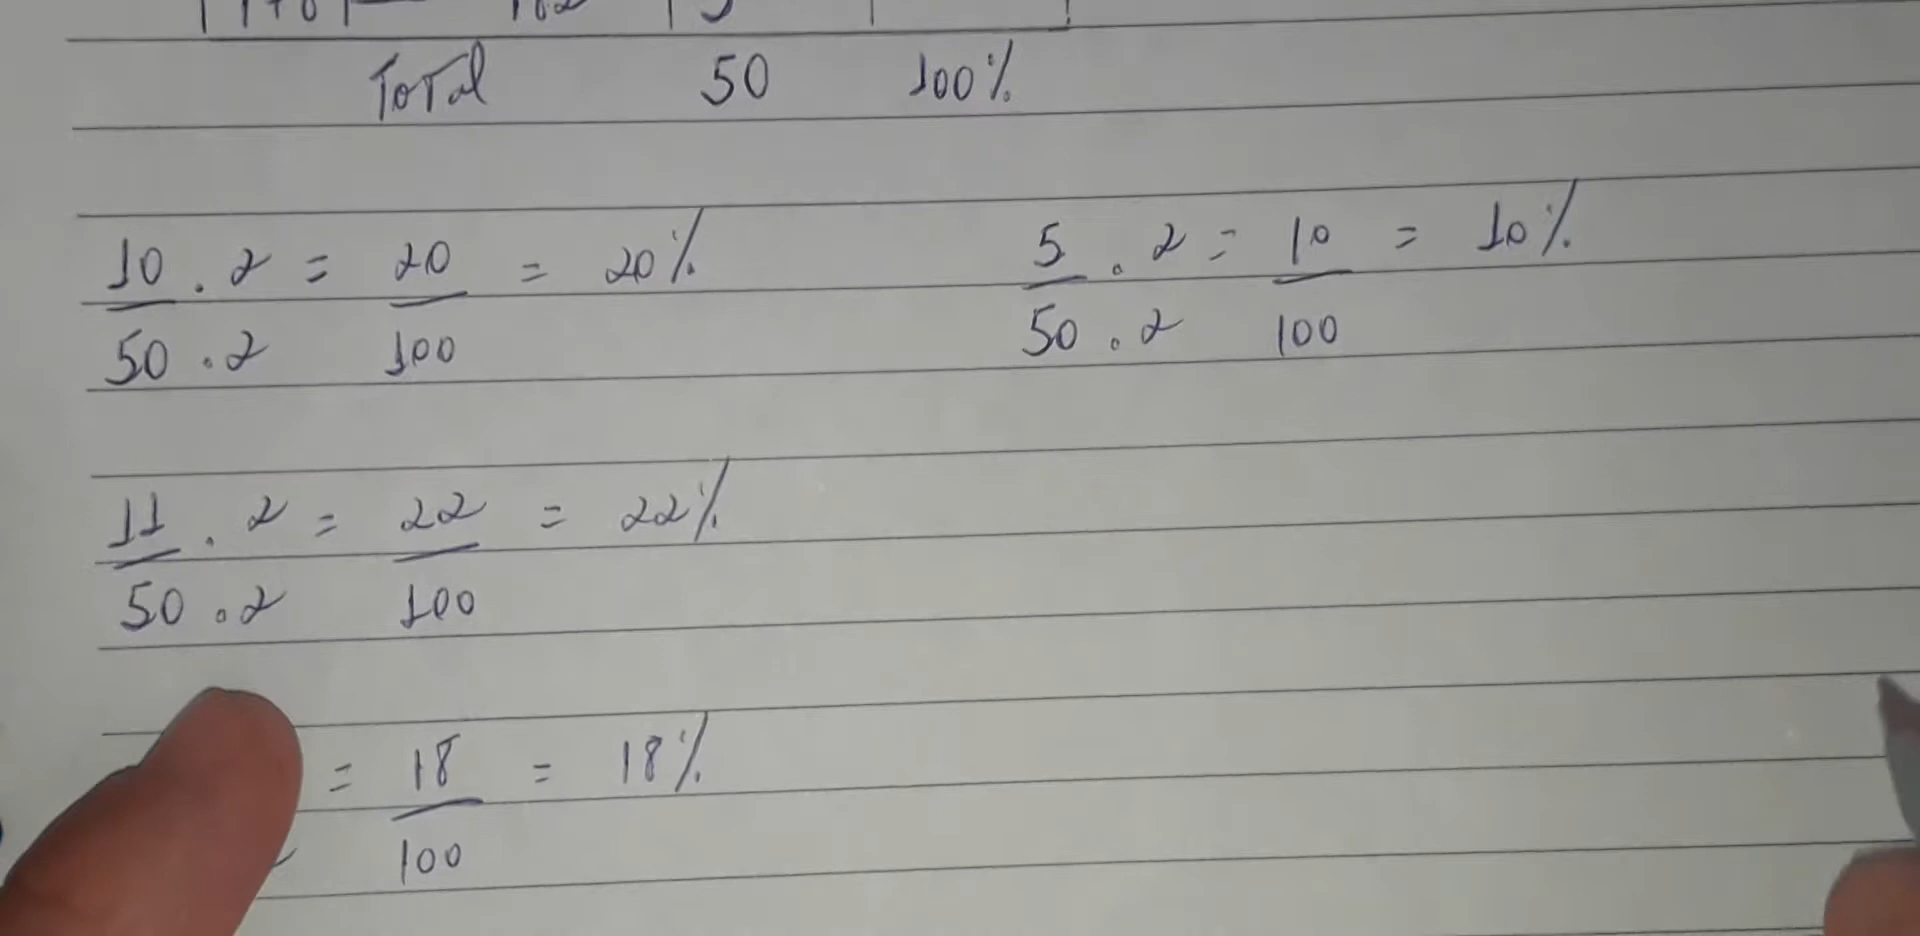 Total 50 100%
10 . 2 = 20 = 20%
50 . 2 100
5 . 2 = 10 = 10%
50 . 2 100
11 . 2 = 22 = 22%
50 . 2 100
= 18 = 18%
100